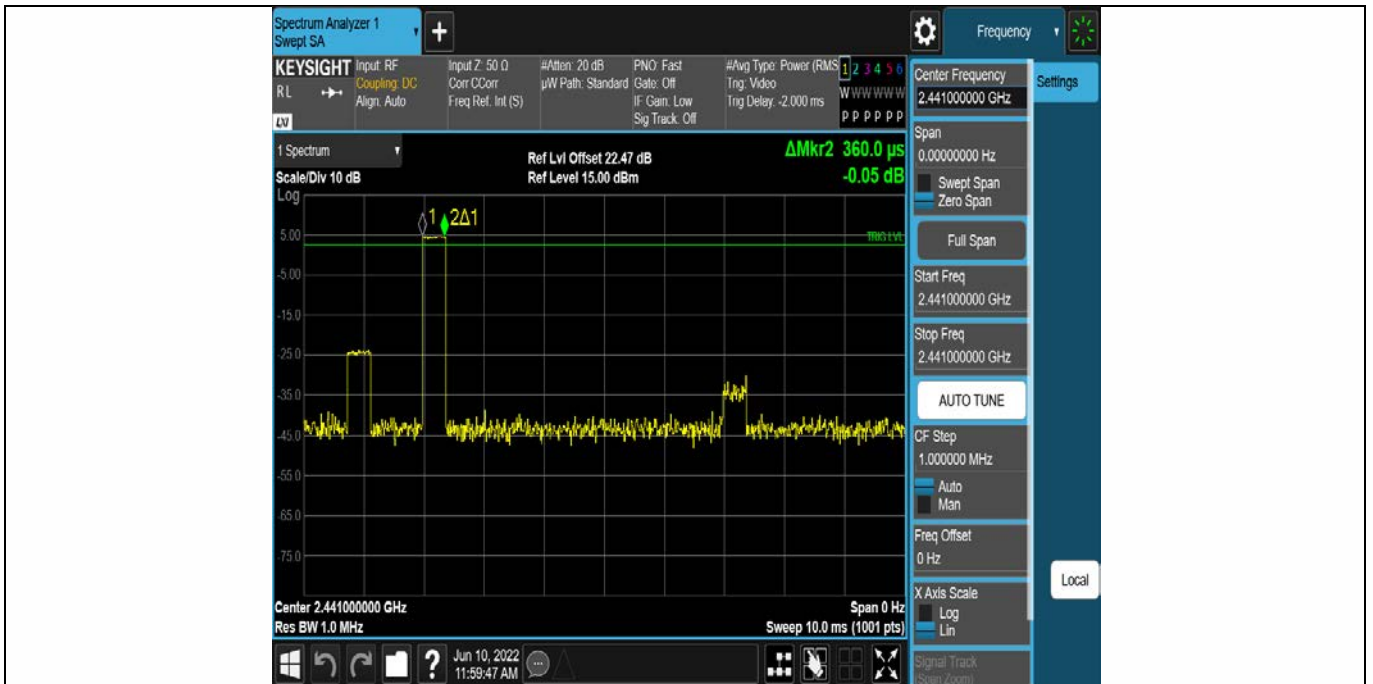 Spectrum Analyzer 1
Swept SA
+
Frequency
KEYSIGHT
RL
LXI
Input: RF
Coupling: DC
Align: Auto
Input Z: 50 Ω
Corr CCorr
Freq Ref: Int (S)
#Atten: 20 dB
µW Path: Standard
PNO: Fast
Gate: Off
IF Gain: Low
Sig Track: Off
#Avg Type: Power (RMS
Trig: Video
Trig Delay: -2.000 ms
1 2 3 4 5 6
W W W W W W
P P P P P P
1 Spectrum
Scale/Div 10 dB
Log
Ref Lvl Offset 22.47 dB
Ref Level 15.00 dBm
ΔMkr2 360.0 µs
-0.05 dB
1
2Δ1
TRIG LVL
5.00
-5.00
-15.0
-25.0
-35.0
-45.0
-55.0
-65.0
-75.0
Center 2.441000000 GHz
Res BW 1.0 MHz
Span 0 Hz
Sweep 10.0 ms (1001 pts)
?
Jun 10, 2022
11:59:47 AM
Center Frequency
2.441000000 GHz
Span
0.00000000 Hz
Swept Span
Zero Span
Full Span
Start Freq
2.441000000 GHz
Stop Freq
2.441000000 GHz
AUTO TUNE
CF Step
1.000000 MHz
Auto
Man
Freq Offset
0 Hz
X Axis Scale
Log
Lin
Signal Track
(Span Zoom)
Settings
Local